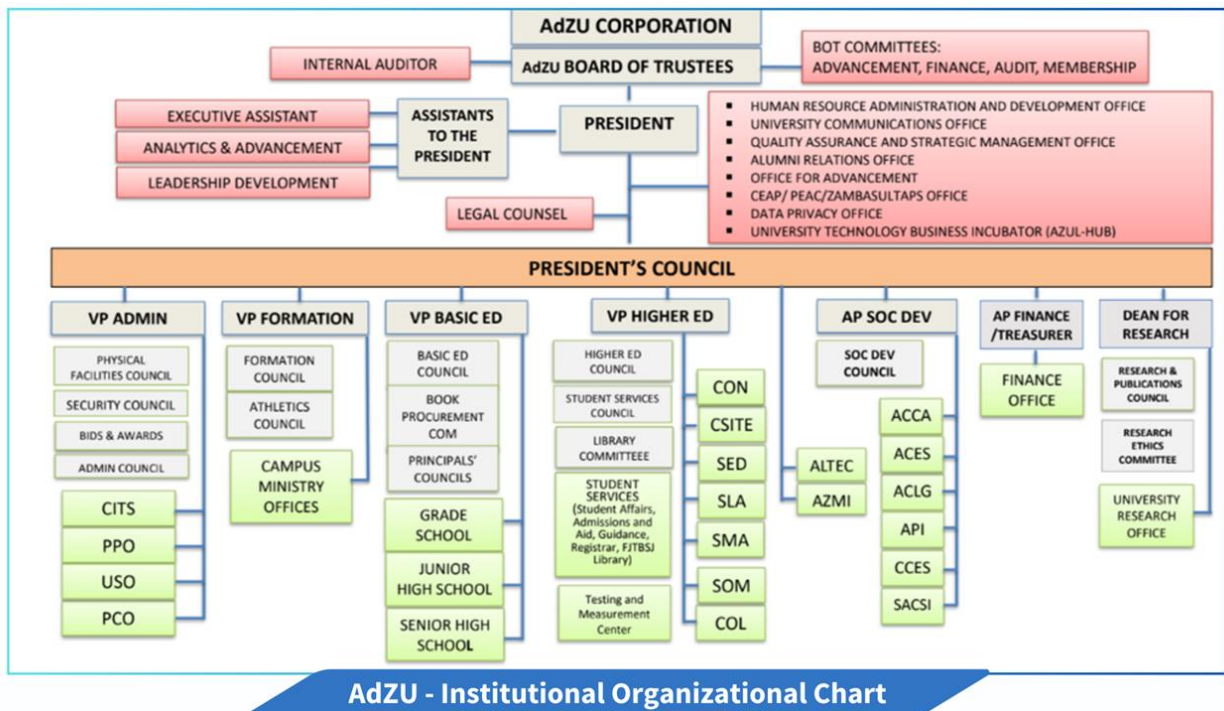 AdZU CORPORATION
INTERNAL AUDITOR
AdZU BOARD OF TRUSTEES
BOT COMMITTEES:
ADVANCEMENT, FINANCE, AUDIT, MEMBERSHIP
EXECUTIVE ASSISTANT
ANALYTICS & ADVANCEMENT
LEADERSHIP DEVELOPMENT
ASSISTANTS
TO THE
PRESIDENT
PRESIDENT
▪ HUMAN RESOURCE ADMINISTRATION AND DEVELOPMENT OFFICE
▪ UNIVERSITY COMMUNICATIONS OFFICE
▪ QUALITY ASSURANCE AND STRATEGIC MANAGEMENT OFFICE
▪ ALUMNI RELATIONS OFFICE
▪ OFFICE FOR ADVANCEMENT
▪ CEAP/ PEAC/ZAMBASULTAPS OFFICE
▪ DATA PRIVACY OFFICE
▪ UNIVERSITY TECHNOLOGY BUSINESS INCUBATOR (AZUL-HUB)
LEGAL COUNSEL
PRESIDENT'S COUNCIL
VP ADMIN
PHYSICAL
FACILITIES COUNCIL
SECURITY COUNCIL
BIDS & AWARDS
ADMIN COUNCIL
CITS
PPO
USO
PCO
VP FORMATION
FORMATION
COUNCIL
ATHLETICS
COUNCIL
CAMPUS
MINISTRY
OFFICES
VP BASIC ED
BASIC ED
COUNCIL
BOOK
PROCUREMENT
COM
PRINCIPALS'
COUNCILS
GRADE
SCHOOL
JUNIOR
HIGH SCHOOL
SENIOR HIGH
SCHOOL
VP HIGHER ED
HIGHER ED
COUNCIL
STUDENT SERVICES
COUNCIL
LIBRARY
COMMITTEEE
STUDENT
SERVICES
(Student Affairs,
Admissions and
Aid, Guidance,
Registrar, FJTBSJ
Library)
Testing and
Measurement
Center
CON
CSITE
SED
SLA
SMA
SOM
COL
ALTEC
AZMI
AP SOC DEV
SOC DEV
COUNCIL
ACCA
ACES
ACLG
API
CCES
SACSI
AP FINANCE
/TREASURER
FINANCE
OFFICE
DEAN FOR
RESEARCH
RESEARCH &
PUBLICATIONS
COUNCIL
RESEARCH
ETHICS
COMMITTEE
UNIVERSITY
RESEARCH
OFFICE
AdZU - Institutional Organizational Chart